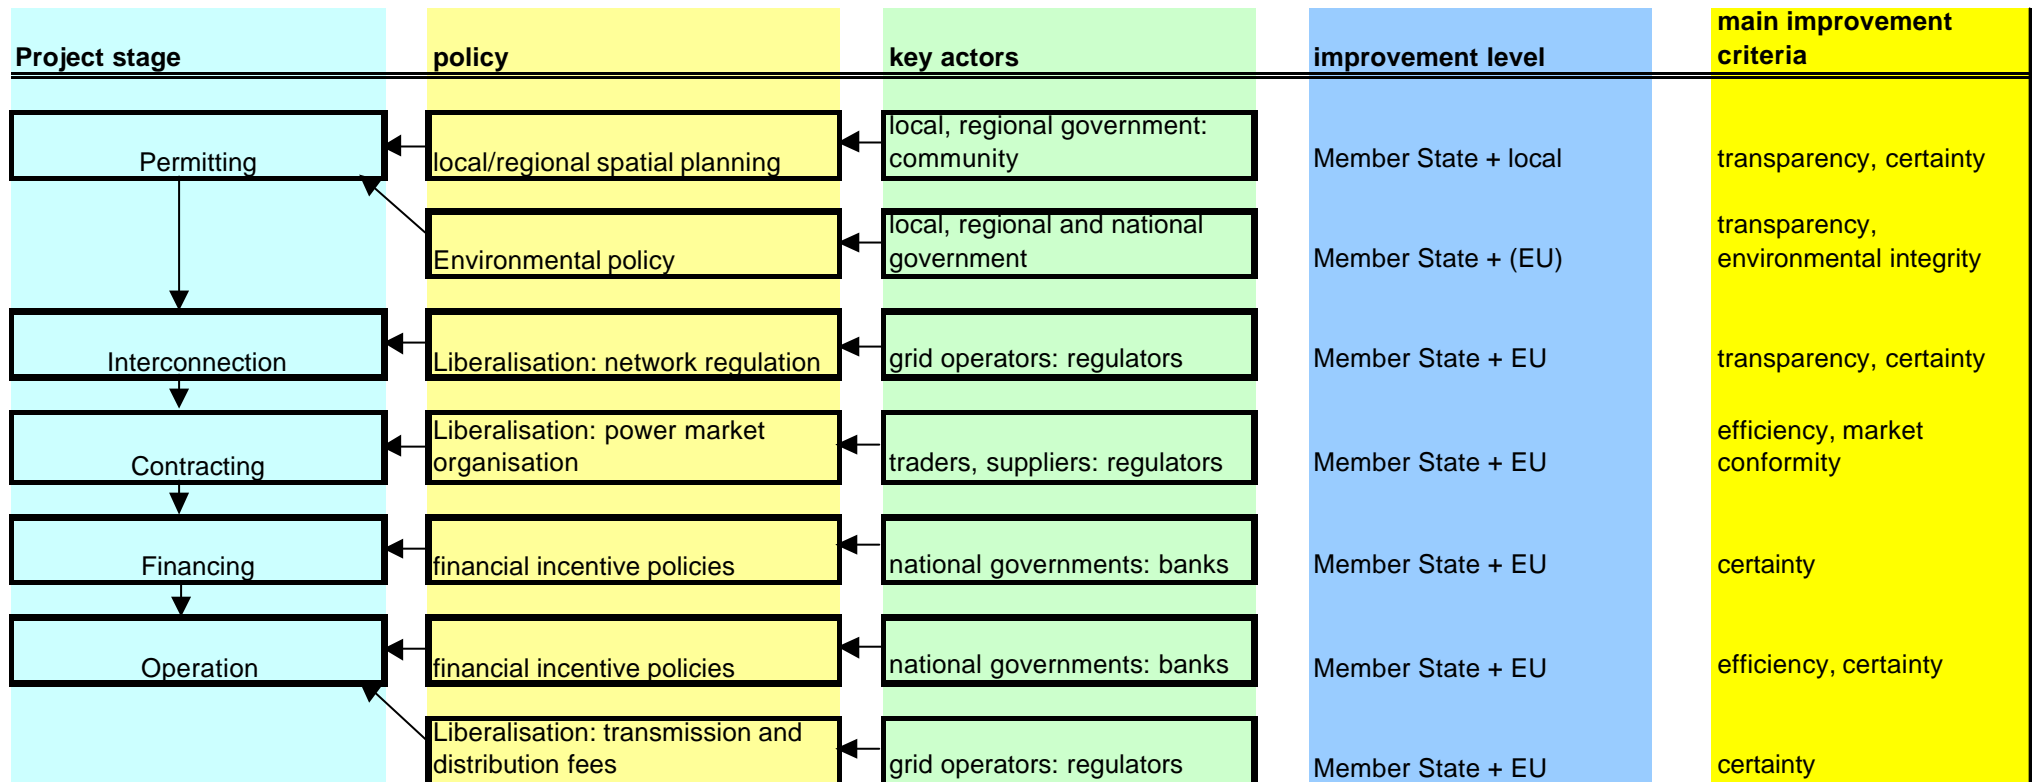 Project stage
policy
key actors
improvement level
main improvement
criteria
Permitting
local/regional spatial planning
local, regional government:
community
Member State + local
transparency, certainty
Environmental policy
local, regional and national
government
Member State + (EU)
transparency,
environmental integrity
Interconnection
Liberalisation: network regulation
grid operators: regulators
Member State + EU
transparency, certainty
Contracting
Liberalisation: power market
organisation
traders, suppliers: regulators
Member State + EU
efficiency, market
conformity
Financing
financial incentive policies
national governments: banks
Member State + EU
certainty
Operation
financial incentive policies
national governments: banks
Member State + EU
efficiency, certainty
Liberalisation: transmission and
distribution fees
grid operators: regulators
Member State + EU
certainty